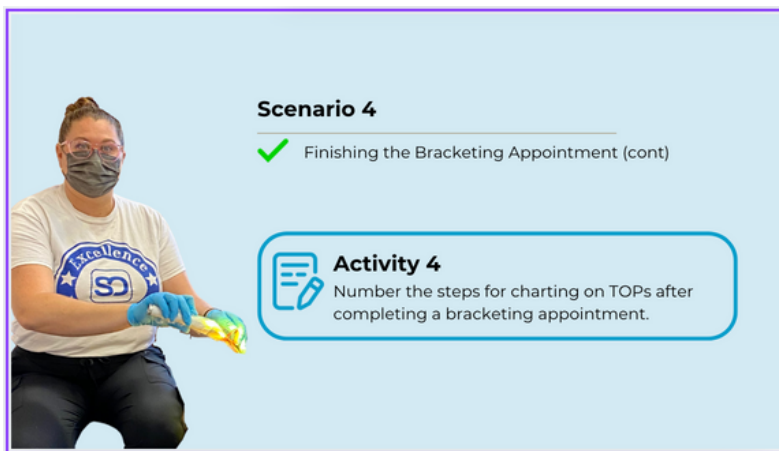 Scenario 4
Finishing the Bracketing Appointment (cont)
Activity 4
Number the steps for charting on TOPs after
completing a bracketing appointment.
Excellence
SO